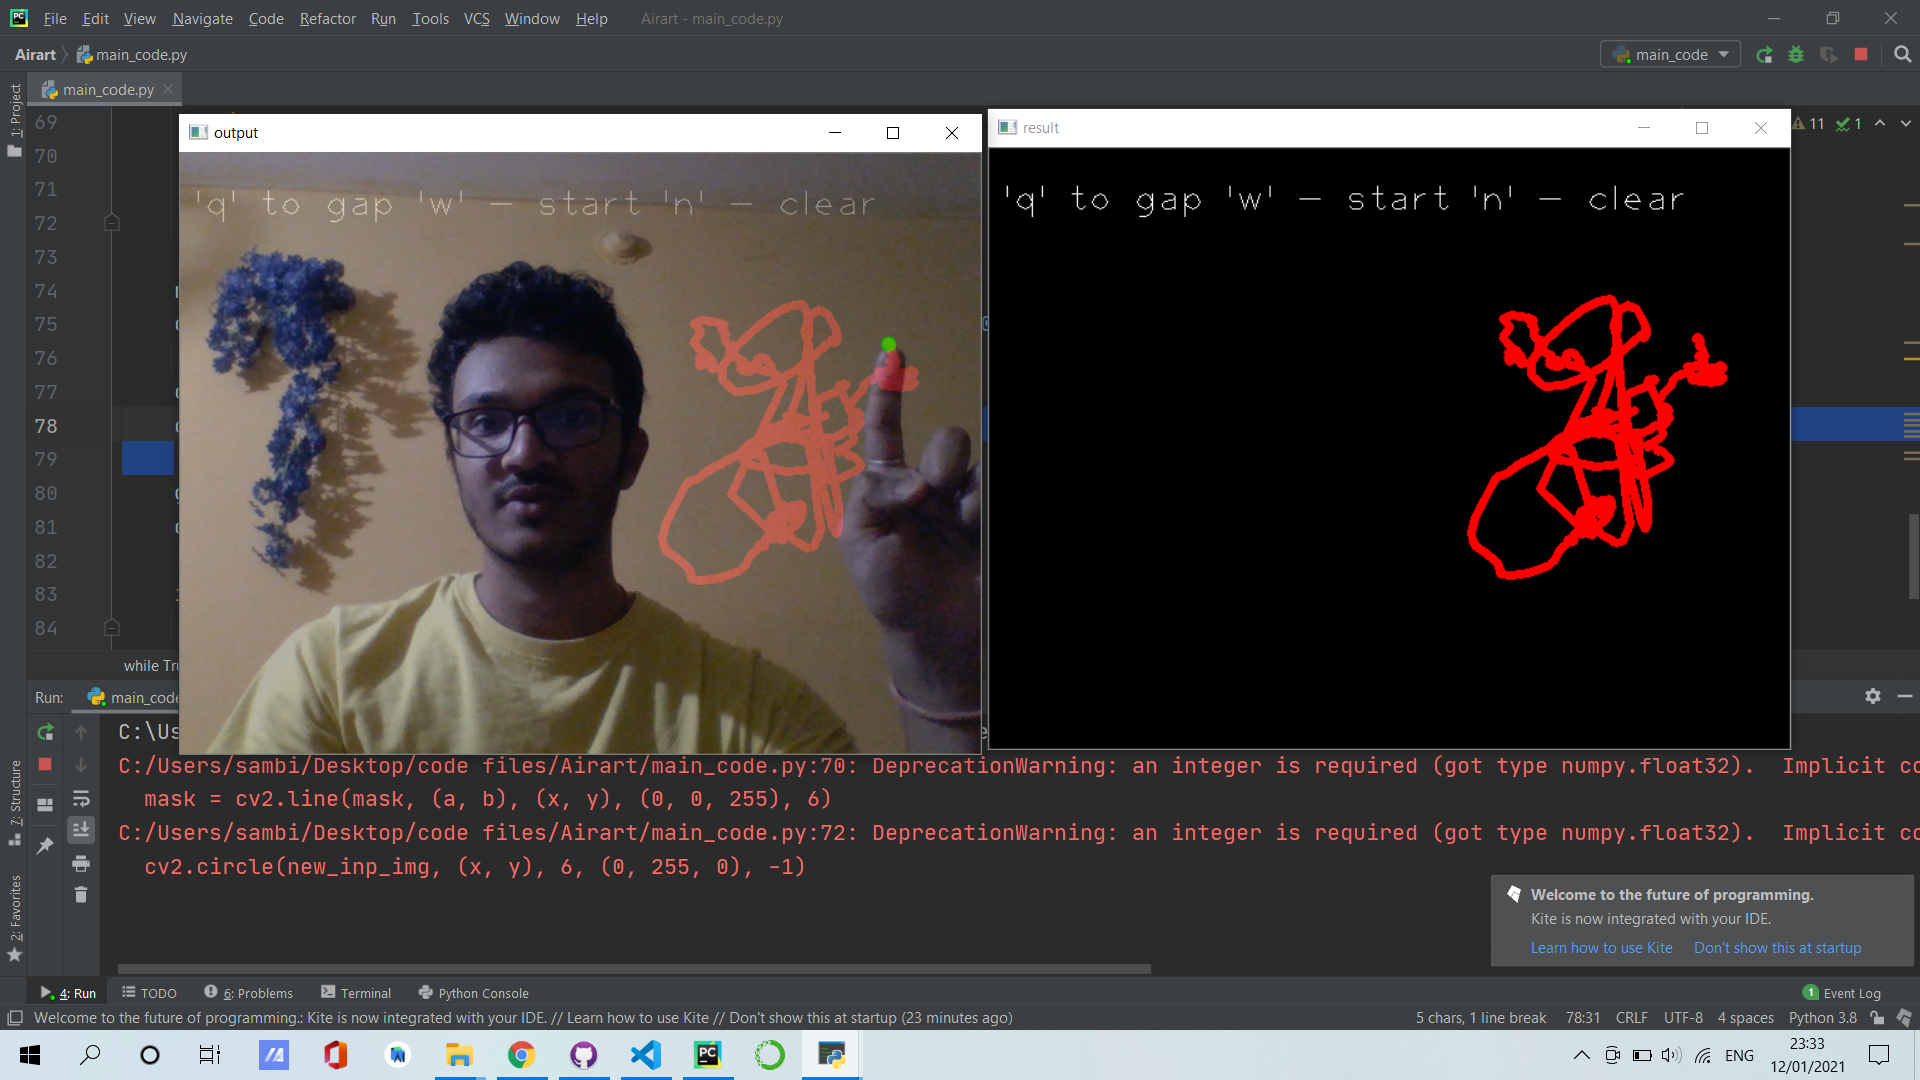 File Edit View Navigate Code Refactor Run Tools VCS Window Help Airart - main_code.py
Airart main_code.py main_code
main_code.py
1: Project
output
result
11 1
69
70
71
72
73
74
75
76
77
78
79
80
81
82
83
84
'q' to gap 'w' - start 'n' - clear
'q' to gap 'w' - start 'n' - clear
while Tru
Run: main_code
C:\Us
C:/Users/sambi/Desktop/code files/Airart/main_code.py:70: DeprecationWarning: an integer is required (got type numpy.float32). Implicit co
mask = cv2.line(mask, (a, b), (x, y), (0, 0, 255), 6)
C:/Users/sambi/Desktop/code files/Airart/main_code.py:72: DeprecationWarning: an integer is required (got type numpy.float32). Implicit co
cv2.circle(new_inp_img, (x, y), 6, (0, 255, 0), -1)
7: Structure
2: Favorites
Welcome to the future of programming.
Kite is now integrated with your IDE.
Learn how to use Kite Don't show this at startup
4: Run TODO 6: Problems Terminal Python Console 1 Event Log
Welcome to the future of programming.: Kite is now integrated with your IDE. // Learn how to use Kite // Don't show this at startup (23 minutes ago) 5 chars, 1 line break 78:31 CRLF UTF-8 4 spaces Python 3.8
ENG 23:33
12/01/2021